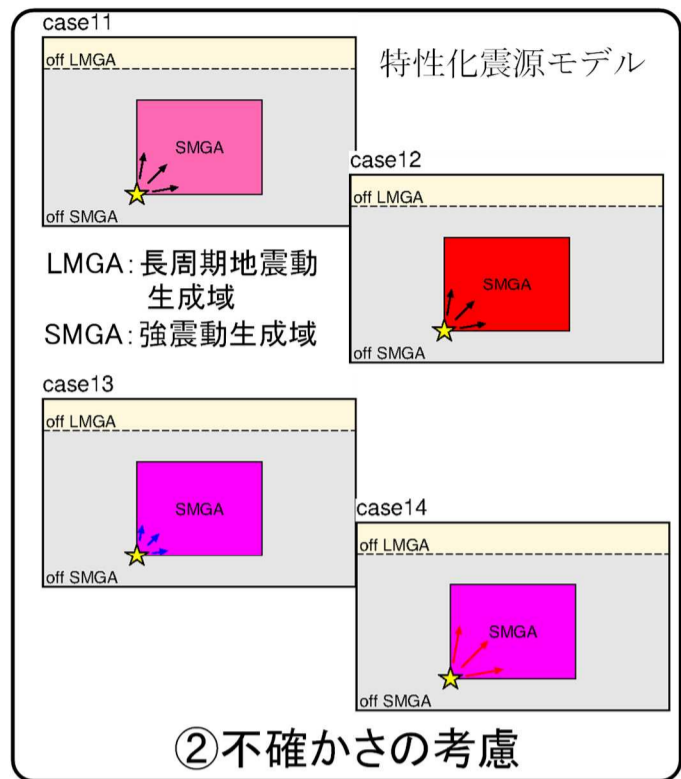 case11
off LMGA
特性化震源モデル
SMGA
off SMGA
case12
off LMGA
SMGA
off SMGA
LMGA：長周期地震動
生成域
SMGA：強震動生成域
case13
off LMGA
SMGA
off SMGA
case14
off LMGA
SMGA
off SMGA
②不確かさの考慮